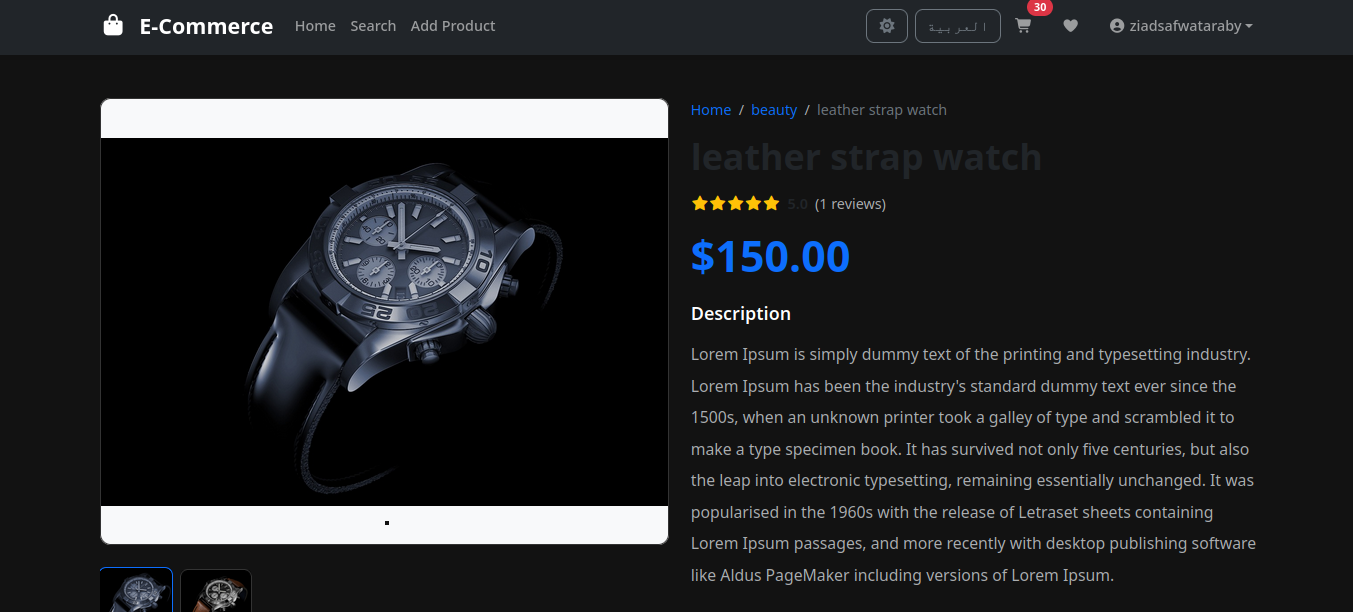 E-Commerce Home Search Add Product العربية 30 ziadsafwataraby
Home / beauty / leather strap watch
leather strap watch
5.0 (1 reviews)
$150.00
Description
Lorem Ipsum is simply dummy text of the printing and typesetting industry.
Lorem Ipsum has been the industry's standard dummy text ever since the
1500s, when an unknown printer took a galley of type and scrambled it to
make a type specimen book. It has survived not only five centuries, but also
the leap into electronic typesetting, remaining essentially unchanged. It was
popularised in the 1960s with the release of Letraset sheets containing
Lorem Ipsum passages, and more recently with desktop publishing software
like Aldus PageMaker including versions of Lorem Ipsum.